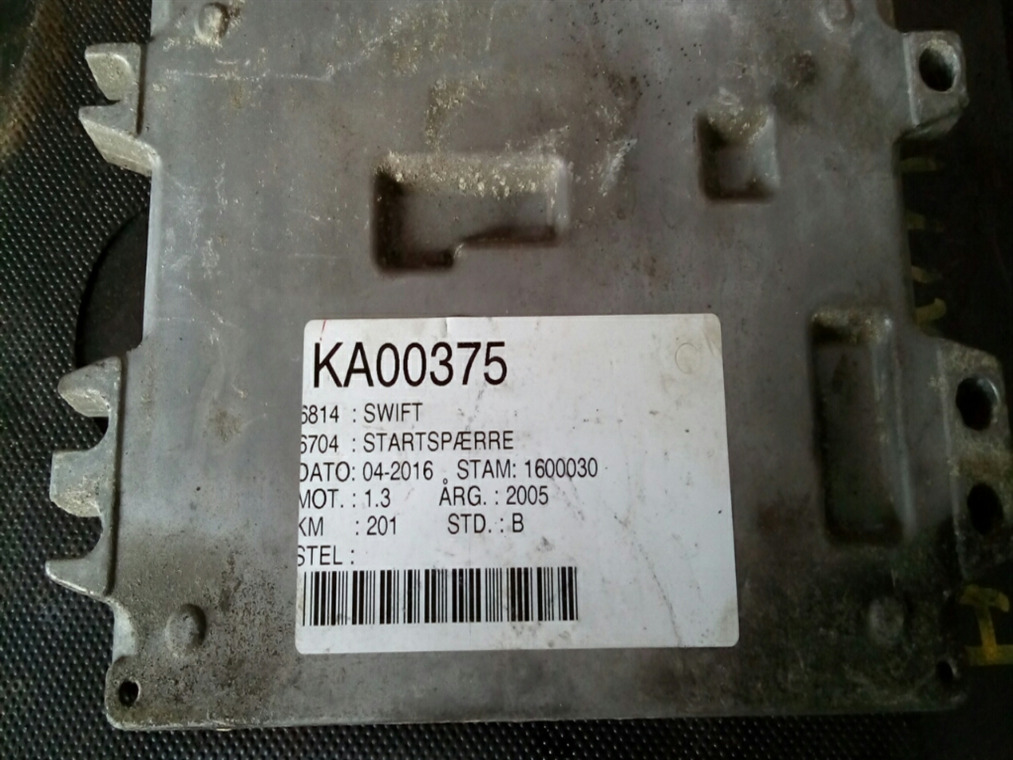 KA00375
6814 : SWIFT
6704 : STARTSPÆRRE
DATO: 04-2016 STAM: 1600030
MOT. : 1.3 ÅRG. : 2005
KM : 201 STD. : B
STEL :